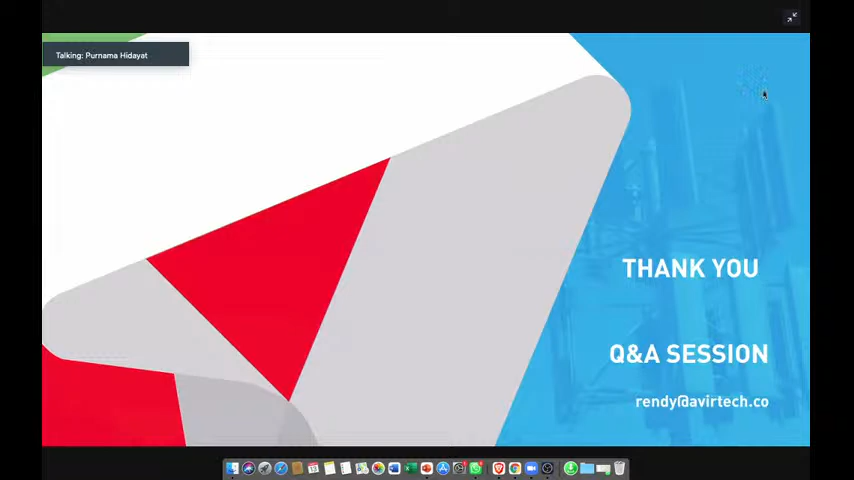 Talking: Purnama Hidayat
THANK YOU
Q&A SESSION
rendy@avirtech.co